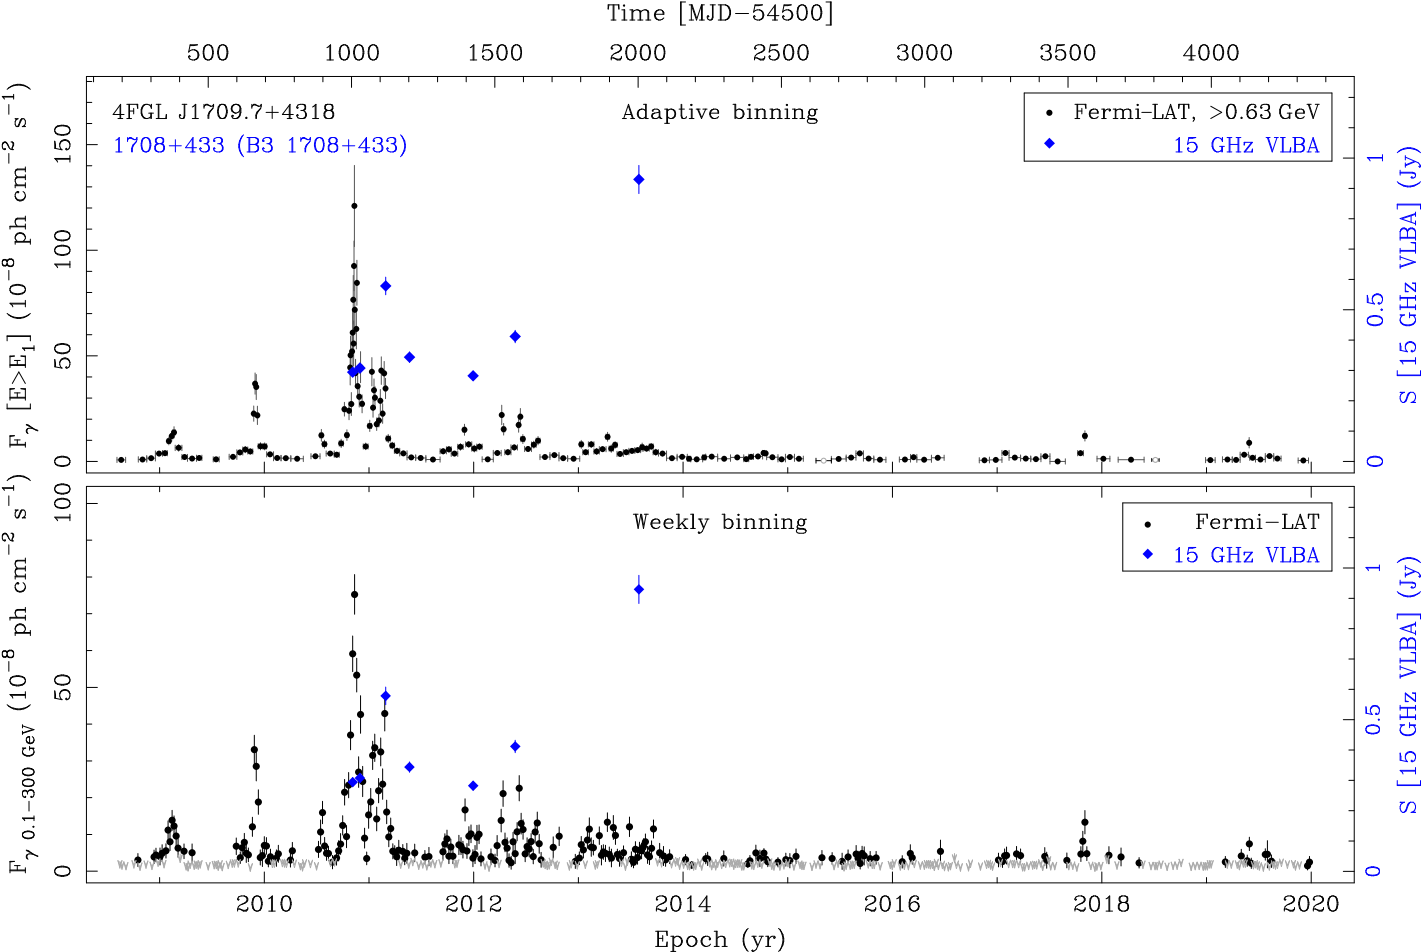 Time [MJD−54500]
500 1000 1500 2000 2500 3000 3500 4000
4FGL J1709.7+4318
1708+433 (B3 1708+433)
Adaptive binning
Fermi−LAT, >0.63 GeV
15 GHz VLBA
F_γ [E>E_1] (10^−8 ph cm^−2 s^−1)
150
100
50
0
S [15 GHz VLBA] (Jy)
1
0.5
0
Weekly binning
Fermi−LAT
15 GHz VLBA
F_γ 0.1−300 GeV (10^−8 ph cm^−2 s^−1)
100
50
0
S [15 GHz VLBA] (Jy)
1
0.5
0
2010 2012 2014 2016 2018 2020
Epoch (yr)